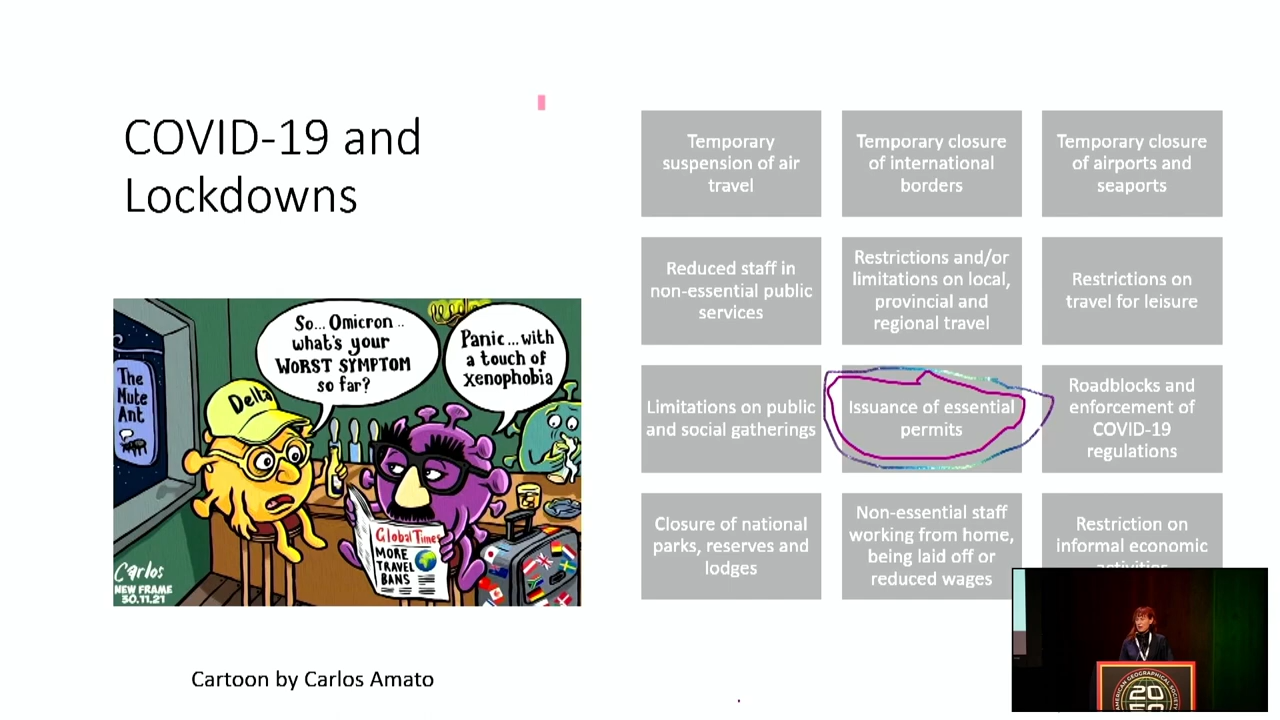 COVID-19 and
Lockdowns
So... Omicron ..
what's your
WORST SYMPTOM
so far?
Panic...with
a touch of
xenophobia
The
Mute
Ant
Delta
Global Times
MORE
TRAVEL
BANS
Carlos
NEW FRAME
30.11.21
Cartoon by Carlos Amato
Temporary
suspension of air
travel
Temporary closure
of international
borders
Temporary closure
of airports and
seaports
Reduced staff in
non-essential public
services
Restrictions and/or
limitations on local,
provincial and
regional travel
Restrictions on
travel for leisure
Limitations on public
and social gatherings
Issuance of essential
permits
Roadblocks and
enforcement of
COVID-19
regulations
Closure of national
parks, reserves and
lodges
Non-essential staff
working from home,
being laid off or
reduced wages
Restriction on
informal economic
activities
AMERICAN GEOGRAPHICAL SOCIETY
20
50